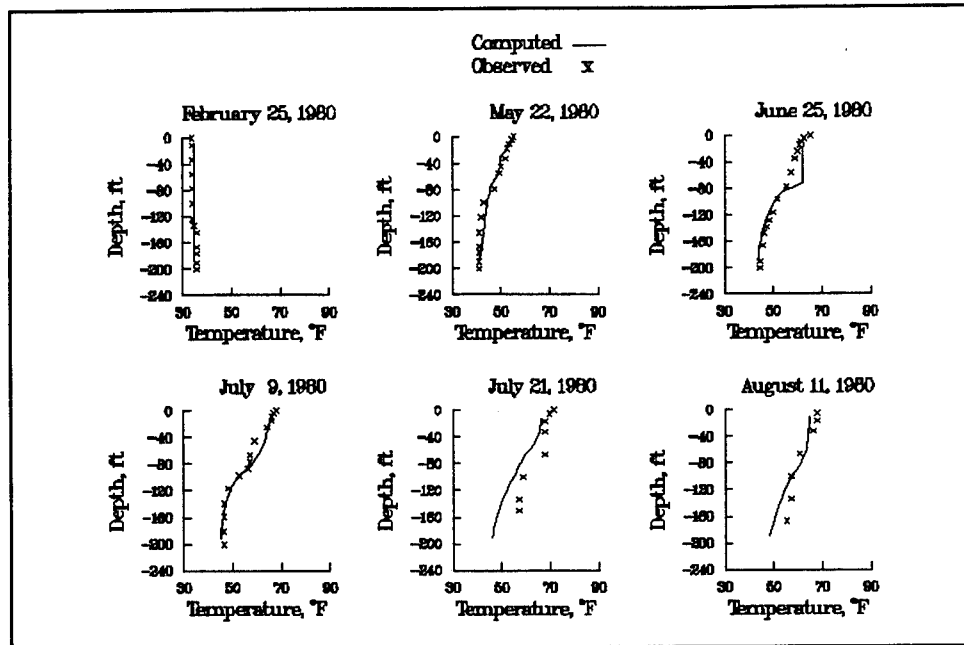 Computed
Observed x
February 25, 1980
Depth, ft
0
-40
-80
-120
-160
-200
-240
30 50 70 90
Temperature, °F
May 22, 1980
Depth, ft
0
-40
-80
-120
-160
-200
-240
30 50 70 90
Temperature, °F
June 25, 1980
Depth, ft
0
-40
-80
-120
-160
-200
-240
30 50 70 90
Temperature, °F
July 9, 1980
Depth, ft
0
-40
-80
-120
-160
-200
-240
30 50 70 90
Temperature, °F
July 21, 1980
Depth, ft
0
-40
-80
-120
-160
-200
-240
30 50 70 90
Temperature, °F
August 11, 1980
Depth, ft
0
-40
-80
-120
-160
-200
-240
30 50 70 90
Temperature, °F